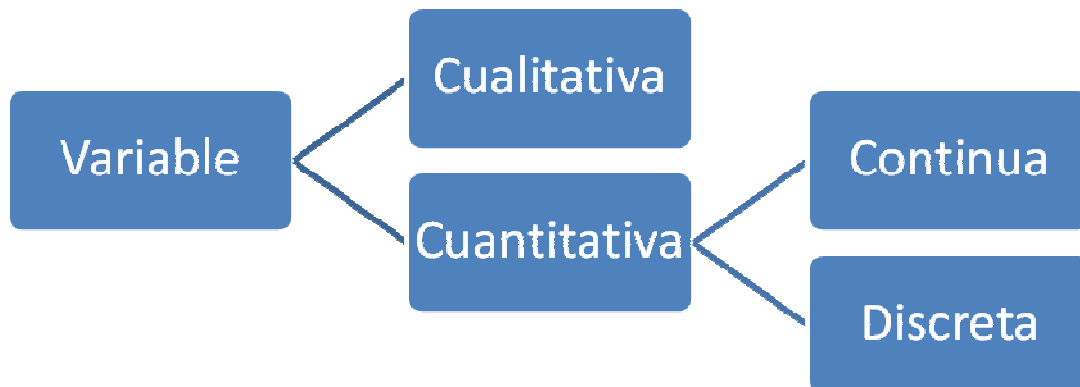 Variable
Cualitativa
Cuantitativa
Continua
Discreta